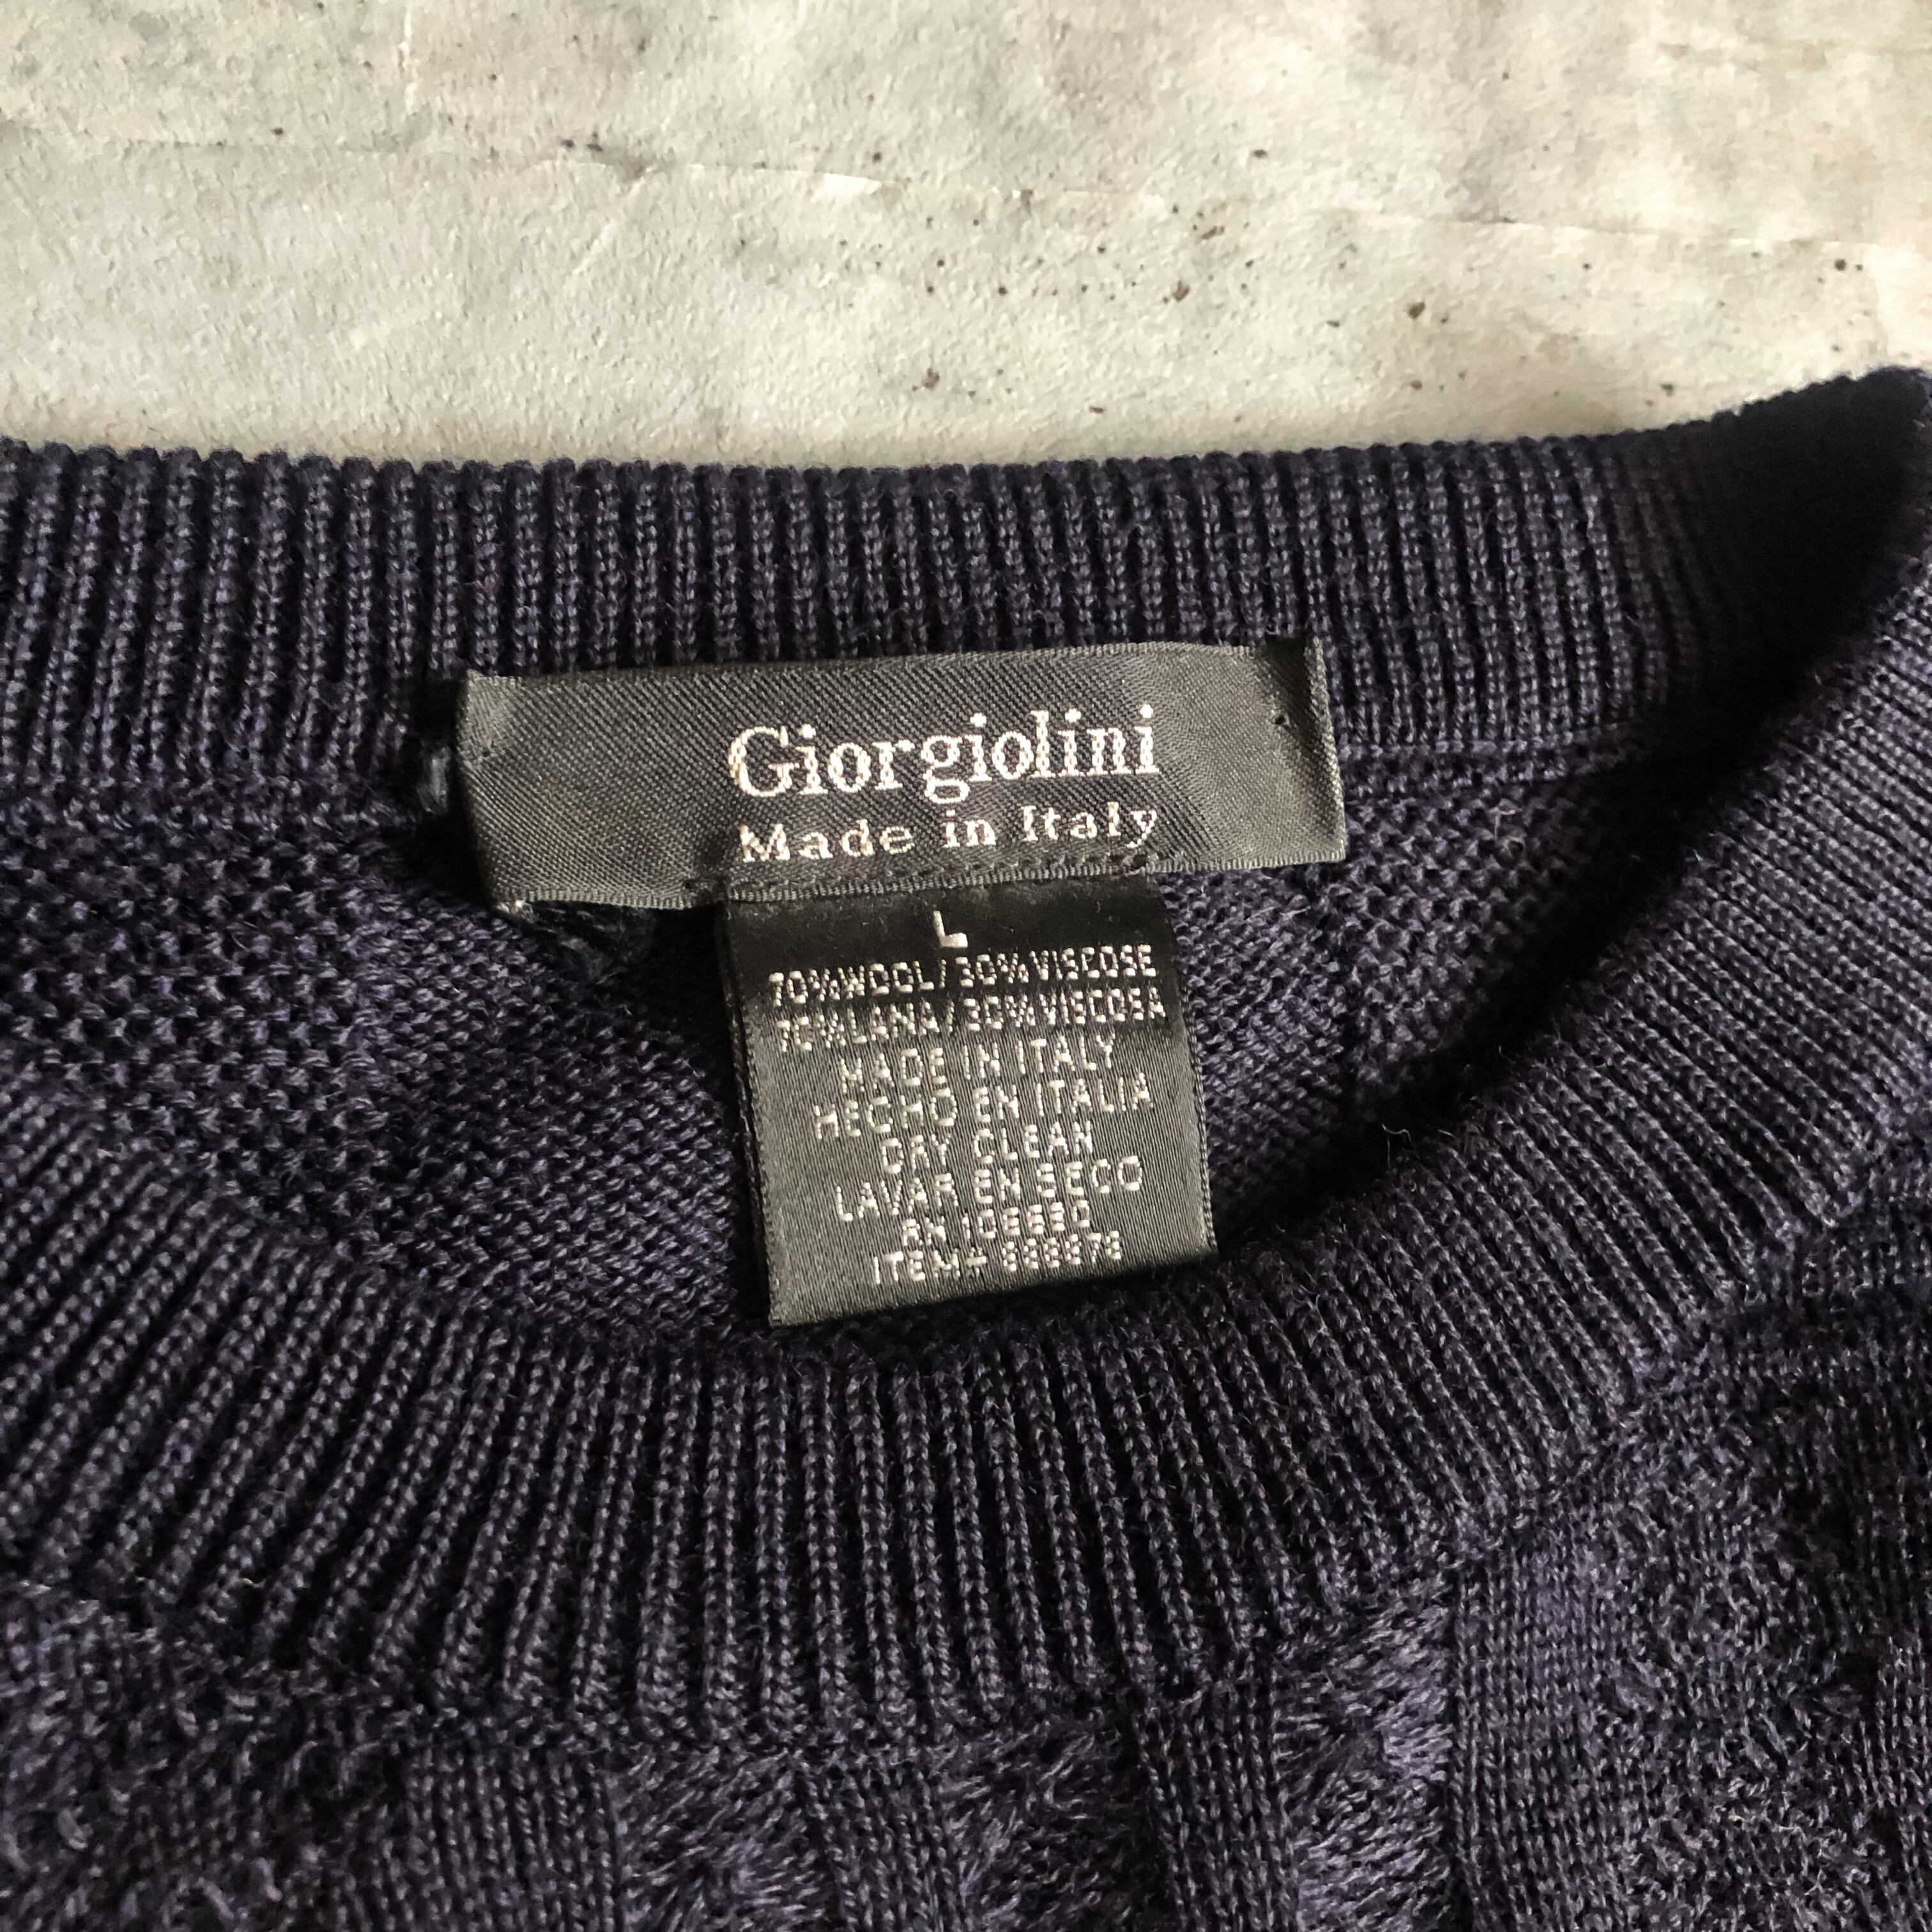 Giorgiolini
Made in Italy
L
70%WOOL/30%VISCOSE
70%LANA/30%VISCOSA
MADE IN ITALY
HECHO EN ITALIA
DRY CLEAN
LAVAR EN SECO
ITEM#